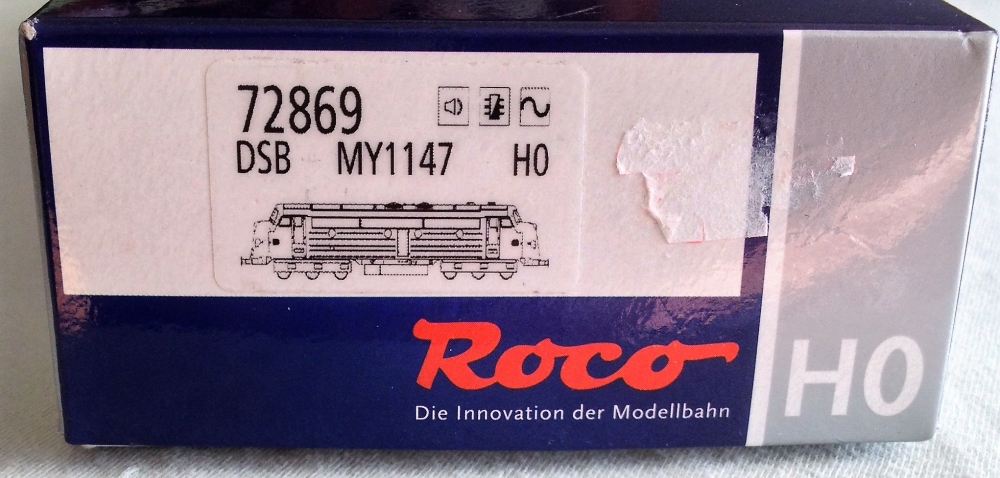 72869
DSB MY1147 H0
Roco
Die Innovation der Modellbahn
H0